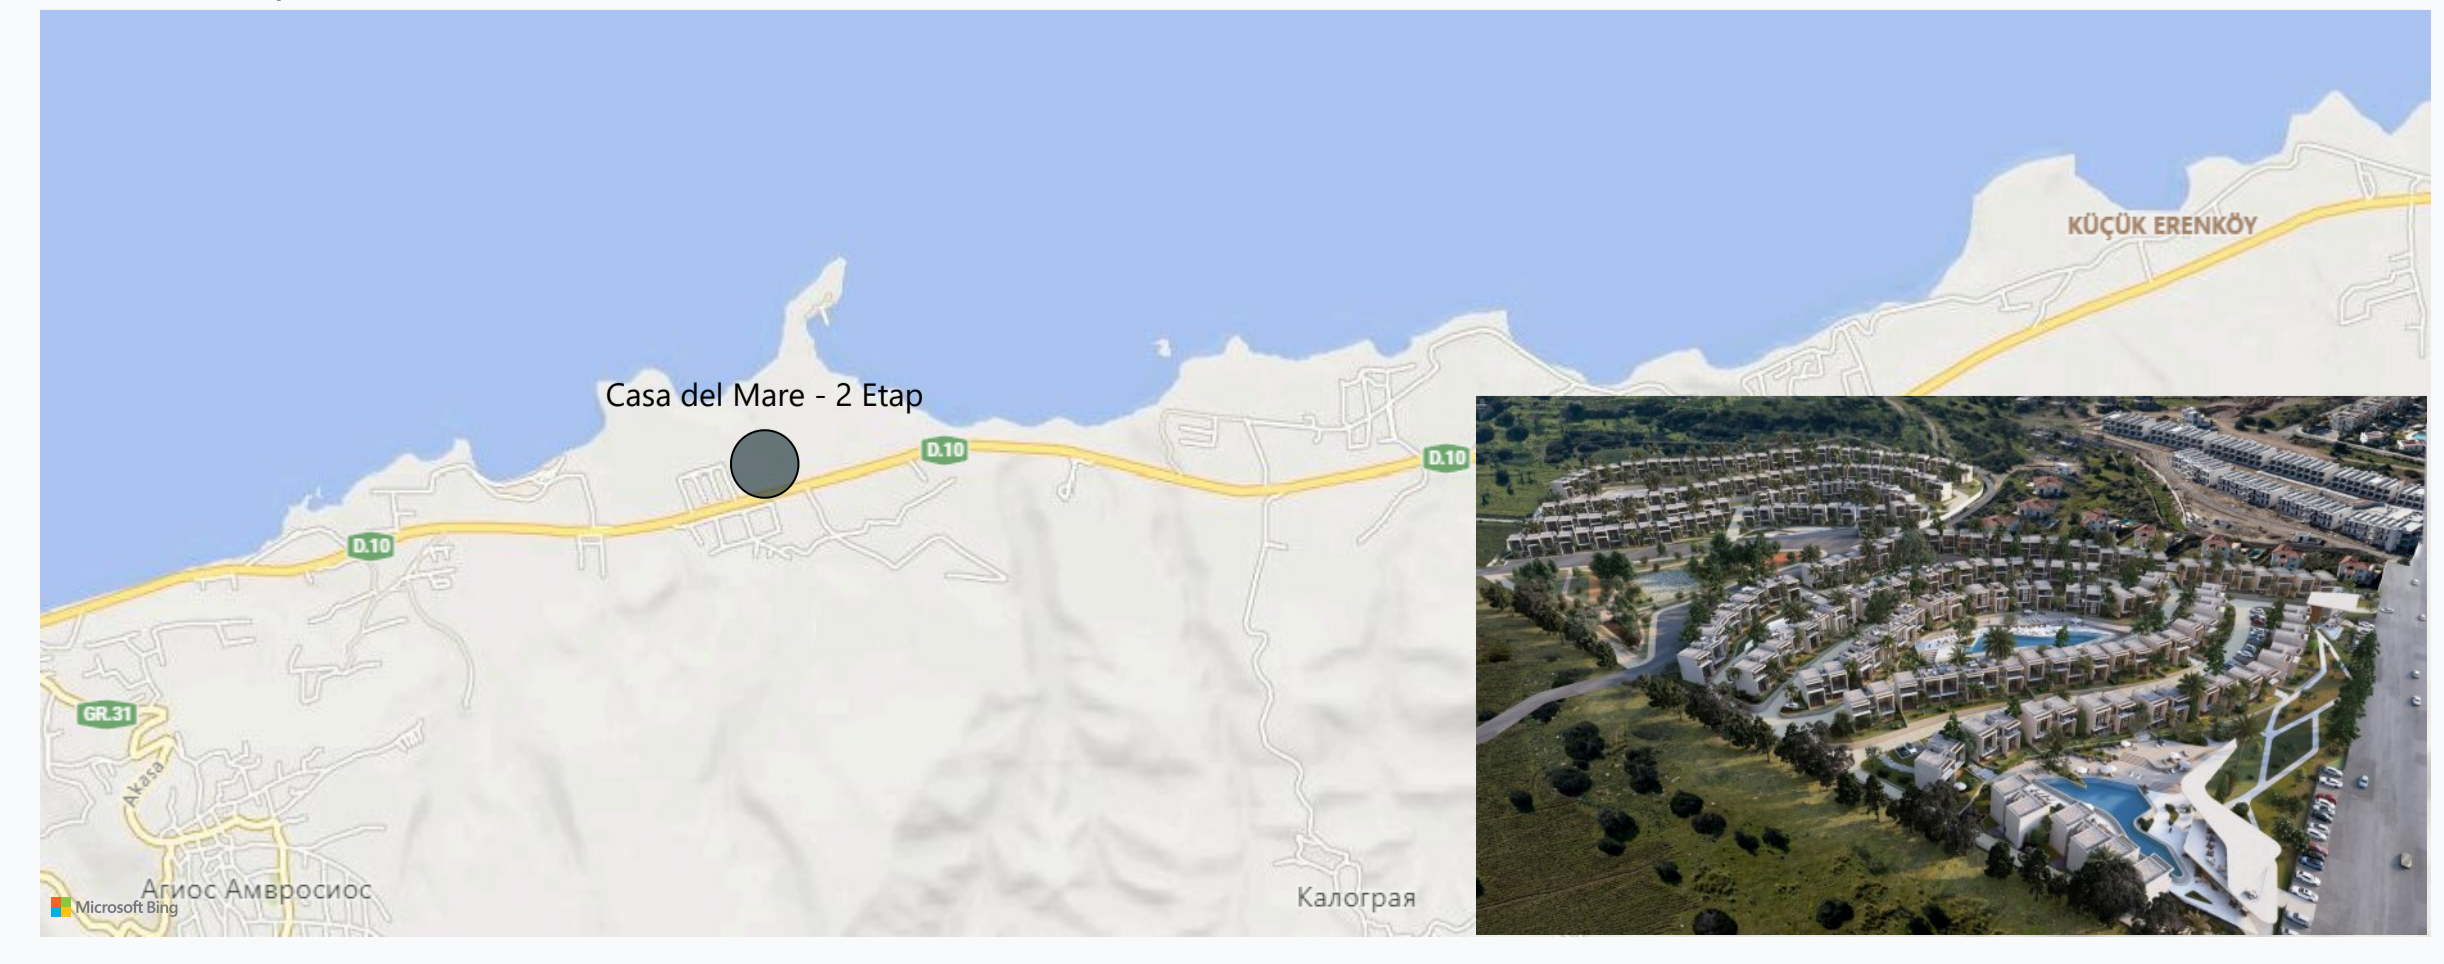 KÜÇÜK ERENKÖY
Casa del Mare - 2 Etap
D.10
D.10
D.10
GR.31
Akasa
Агиос Амвросиос
Microsoft Bing
Калограя